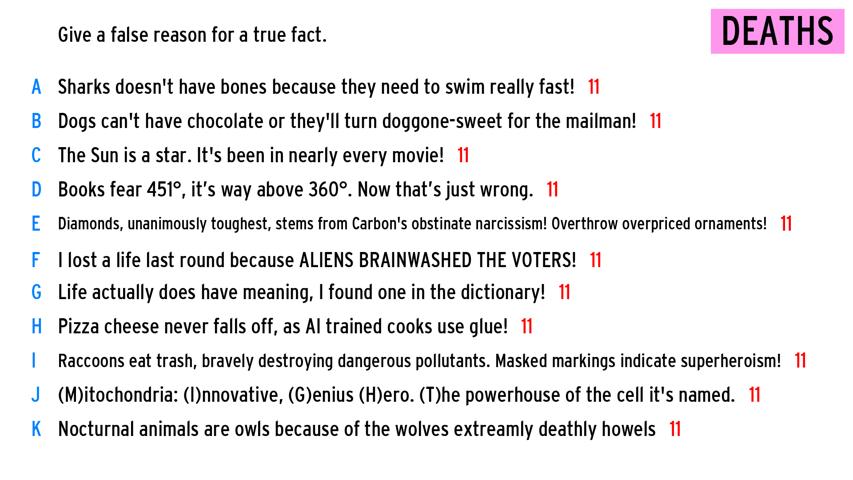 Give a false reason for a true fact.
DEATHS
A Sharks doesn't have bones because they need to swim really fast! 11
B Dogs can't have chocolate or they'll turn doggone-sweet for the mailman! 11
C The Sun is a star. It's been in nearly every movie! 11
D Books fear 451°, it's way above 360°. Now that's just wrong. 11
E Diamonds, unanimously toughest, stems from Carbon's obstinate narcissism! Overthrow overpriced ornaments! 11
F I lost a life last round because ALIENS BRAINWASHED THE VOTERS! 11
G Life actually does have meaning, I found one in the dictionary! 11
H Pizza cheese never falls off, as AI trained cooks use glue! 11
I Raccoons eat trash, bravely destroying dangerous pollutants. Masked markings indicate superheroism! 11
J (M)itochondria: (I)nnovative, (G)enius (H)ero. (T)he powerhouse of the cell it's named. 11
K Nocturnal animals are owls because of the wolves extreamly deathly howels 11